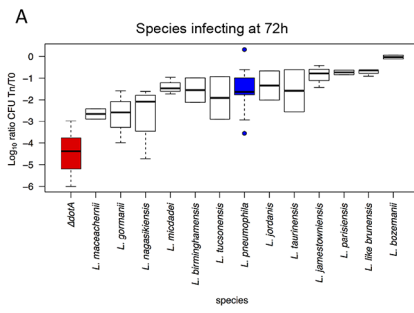 A
Species infecting at 72h
Log₁₀ ratio CFU Tn/T0
0
−1
−2
−3
−4
−5
−6
ΔdotA
L. maceachernii
L. gormanii
L. nagasikiensis
L. micdadei
L. birminghamensis
L. tucsonensis
L. pneumophila
L. jordanis
L. taurinensis
L. jamestowniensis
L. parisiensis
L. like brunensis
L. bozemanii
species